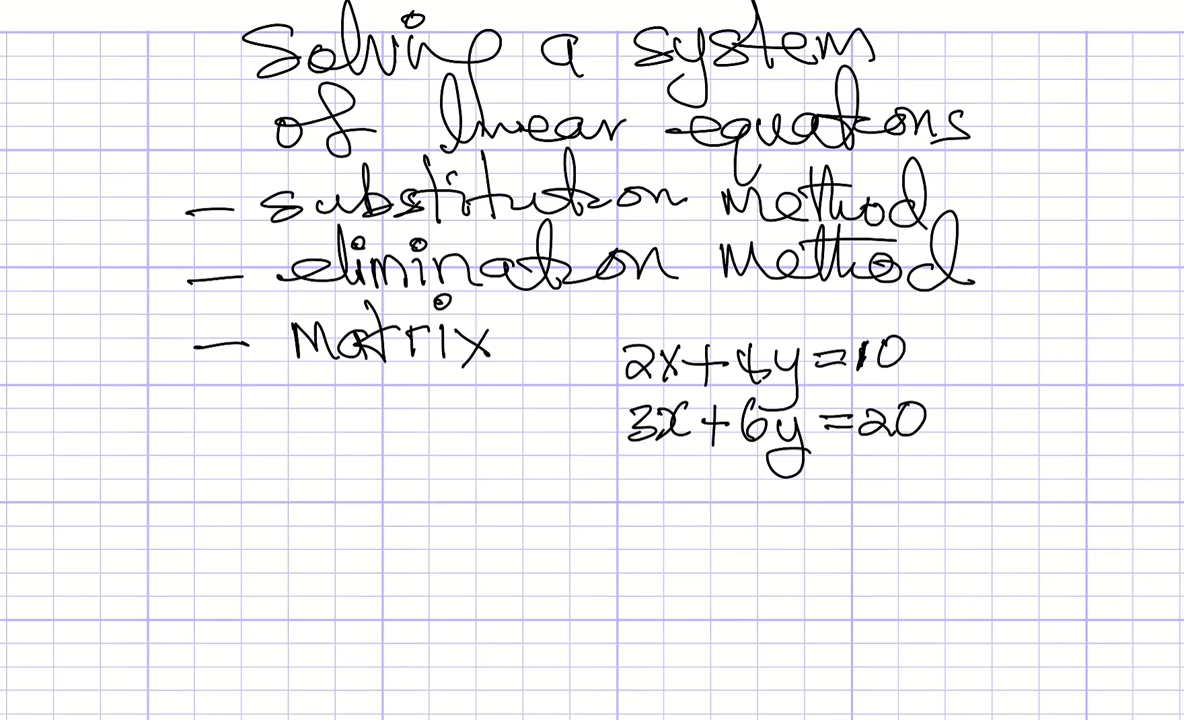 Solving a system
of linear equations
- substitution Method
- elimination Method
- Matrix
2x+4y=10
3x+6y=20